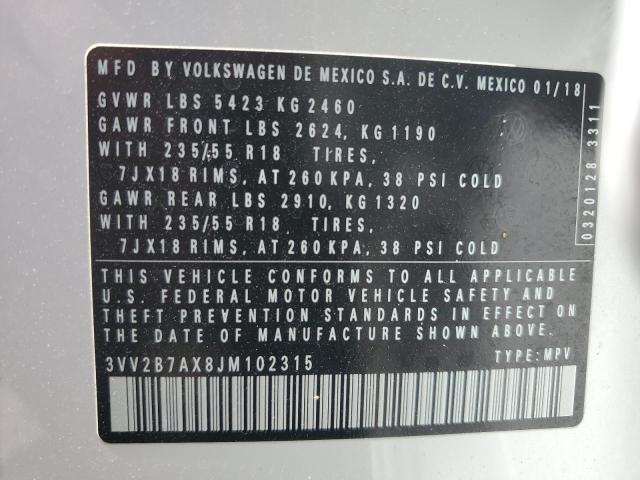 MFD BY VOLKSWAGEN DE MEXICO S.A. DE C.V. MEXICO 01/18
GVWR LBS 5423 KG 2460
GAWR FRONT LBS 2624, KG 1190
WITH 235/55 R18 TIRES,
7JX18 RIMS, AT 260 KPA, 38 PSI COLD
GAWR REAR LBS 2910, KG 1320
WITH 235/55 R18 TIRES,
7JX18 RIMS, AT 260 KPA, 38 PSI COLD
0320128 3311
THIS VEHICLE CONFORMS TO ALL APPLICABLE
U.S. FEDERAL MOTOR VEHICLE SAFETY AND
THEFT PREVENTION STANDARDS IN EFFECT ON
THE DATE OF MANUFACTURE SHOWN ABOVE.
3VV2B7AX8JM102315 TYPE: MPV